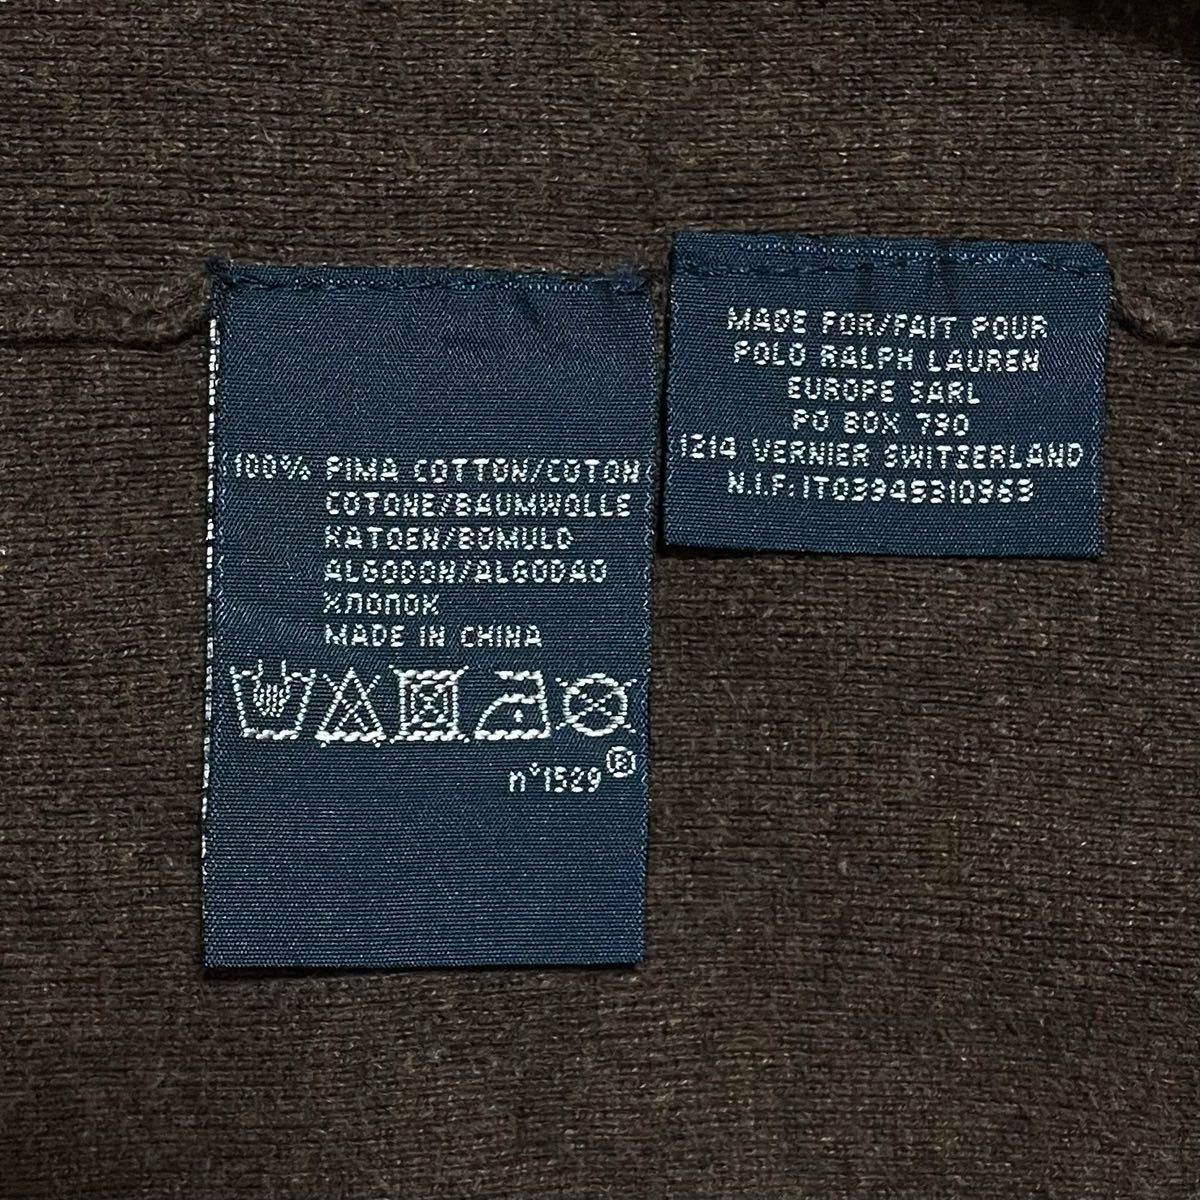 100% PIMA COTTON/COTON
COTONE/BAUMWOLLE
KATOEN/BOMULD
ALGODON/ALGODAO
ХЛОПОК
MADE IN CHINA
n°1529®
MADE FOR/FAIT POUR
POLO RALPH LAUREN
EUROPE SARL
PO BOX 790
1214 VERNIER SWITZERLAND
N.I.F: IT03945310963